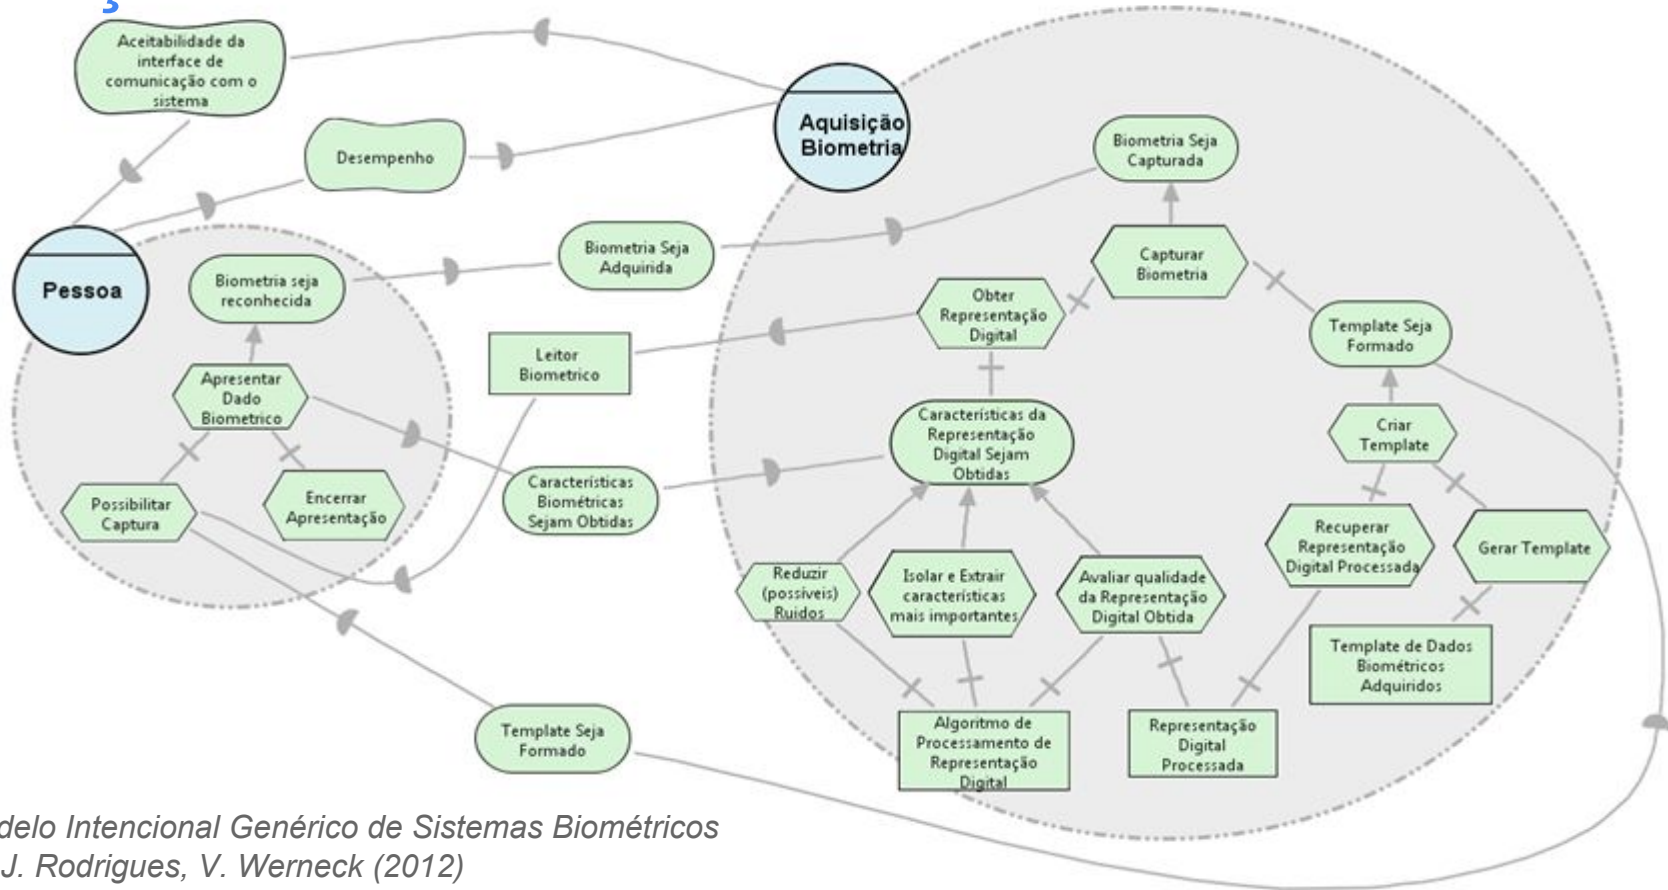 Aceitabilidade da
interface de
comunicação com o
sistema
Desempenho
Aquisição
Biometria
Biometria Seja
Capturada
Pessoa
Biometria seja
reconhecida
Biometria Seja
Adquirida
Capturar
Biometria
Obter
Representação
Digital
Template Seja
Formado
Leitor
Biometrico
Apresentar
Dado
Biometrico
Características da
Representação
Digital Sejam
Obtidas
Criar
Template
Possibilitar
Captura
Encerrar
Apresentação
Características
Biométricas
Sejam Obtidas
Recuperar
Representação
Digital Processada
Gerar Template
Reduzir
(possíveis)
Ruidos
Isolar e Extrair
características
mais importantes
Avaliar qualidade
da Representação
Digital Obtida
Template de Dados
Biométricos
Adquiridos
Template Seja
Formado
Algoritmo de
Processamento de
Representação
Digital
Representação
Digital
Processada
delo Intencional Genérico de Sistemas Biométricos
J. Rodrigues, V. Werneck (2012)